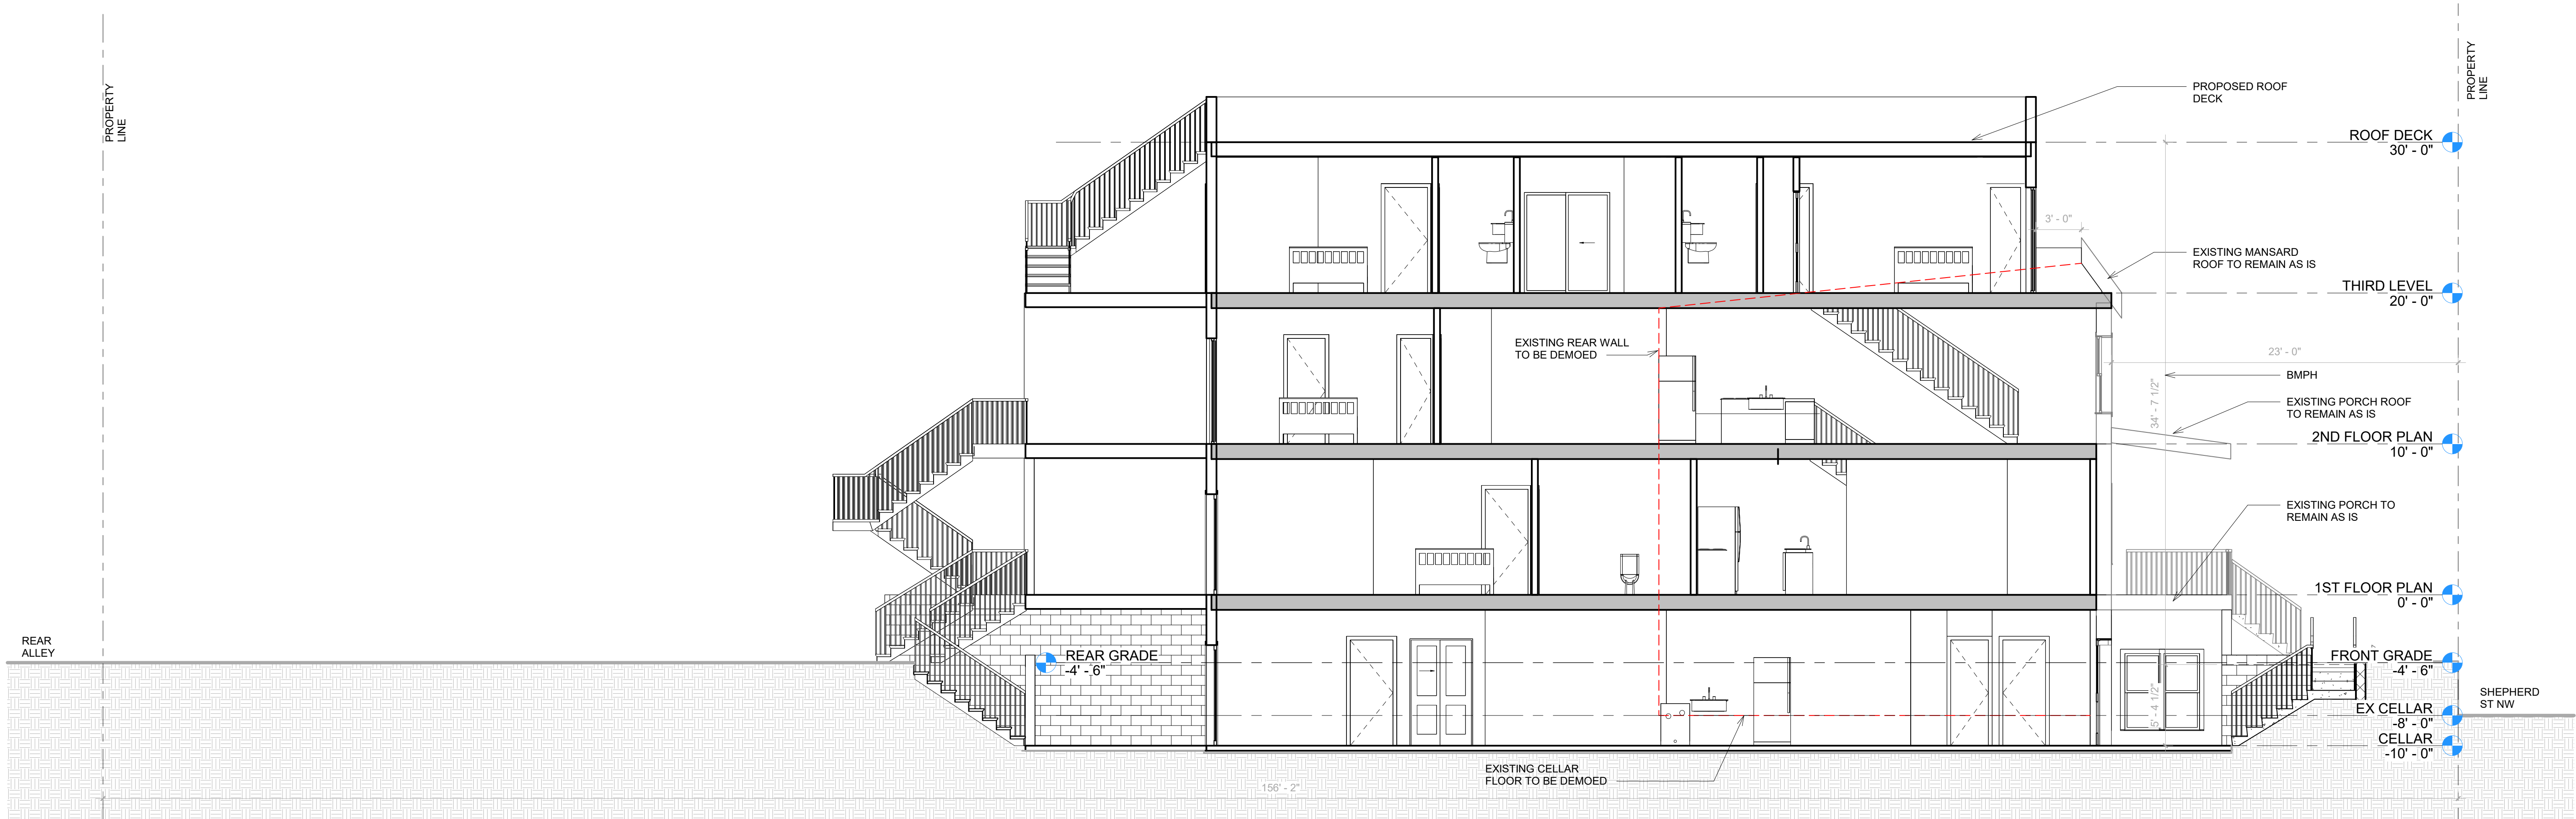 PROPERTY
LINE
PROPERTY
LINE
PROPOSED ROOF
DECK
ROOF DECK
30' - 0"
3' - 0"
EXISTING MANSARD
ROOF TO REMAIN AS IS
THIRD LEVEL
20' - 0"
EXISTING REAR WALL
TO BE DEMOED
23' - 0"
BMPH
34' - 7 1/2"
EXISTING PORCH ROOF
TO REMAIN AS IS
2ND FLOOR PLAN
10' - 0"
EXISTING PORCH TO
REMAIN AS IS
1ST FLOOR PLAN
0' - 0"
REAR
ALLEY
REAR GRADE
-4' - 6"
FRONT GRADE
-4' - 6"
5' - 4 1/2"
SHEPHERD
ST NW
EX CELLAR
-8' - 0"
CELLAR
-10' - 0"
EXISTING CELLAR
FLOOR TO BE DEMOED
156' - 2"